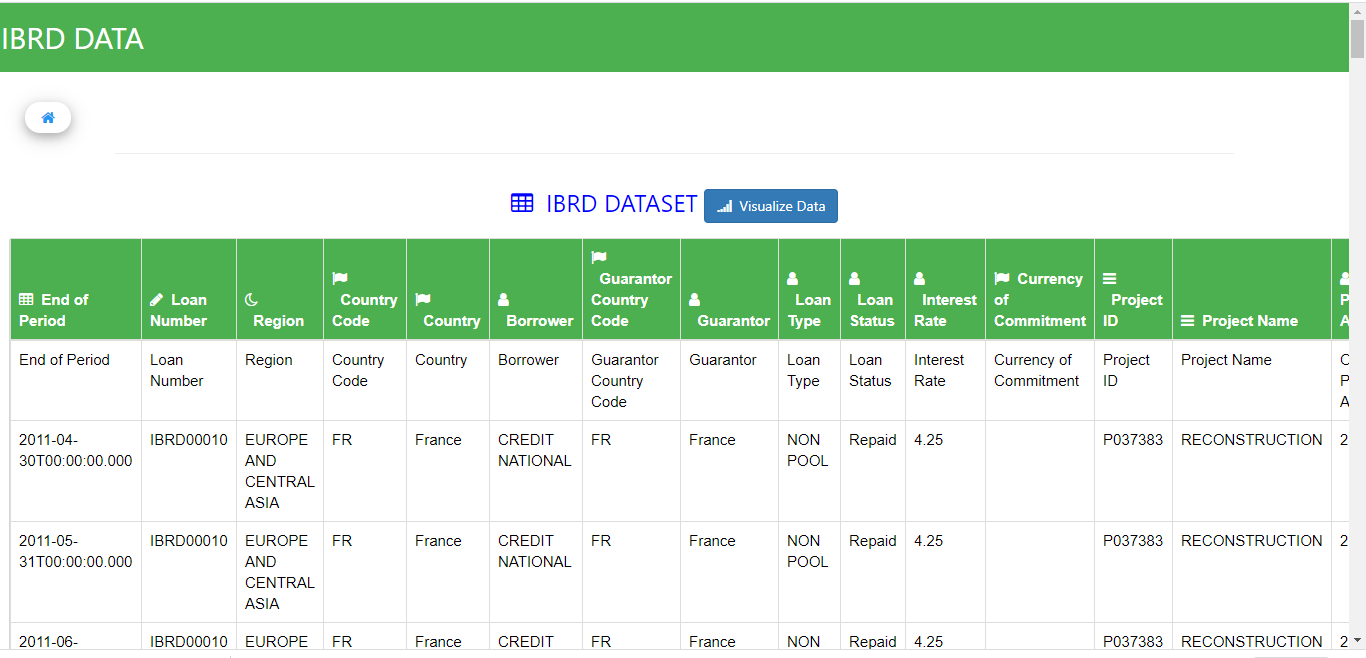 IBRD DATA
IBRD DATASET Visualize Data
End of Period Loan Number Region Country Code Country Borrower Guarantor Country Code Guarantor Loan Type Loan Status Interest Rate Currency of Commitment Project ID Project Name
End of Period Loan Number Region Country Code Country Borrower Guarantor Country Code Guarantor Loan Type Loan Status Interest Rate Currency of Commitment Project ID Project Name
2011-04-30T00:00:00.000 IBRD00010 EUROPE AND CENTRAL ASIA FR France CREDIT NATIONAL FR France NON POOL Repaid 4.25 P037383 RECONSTRUCTION 2
2011-05-31T00:00:00.000 IBRD00010 EUROPE AND CENTRAL ASIA FR France CREDIT NATIONAL FR France NON POOL Repaid 4.25 P037383 RECONSTRUCTION 2
2011-06- IBRD00010 EUROPE FR France CREDIT FR France NON Repaid 4.25 P037383 RECONSTRUCTION 2